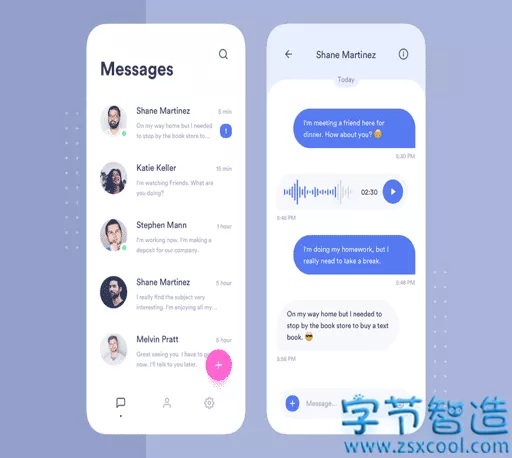 Messages
Shane Martinez
5 min
On my way home but I needed
to stop by the book store to...
1
Katie Keller
15 min
I'm watching Friends. What are
you doing?
Stephen Mann
1 hour
I'm working now. I'm making a
deposit for our company.
Shane Martinez
5 hour
I really find the subject very
interesting. I'm enjoying all my...
Melvin Pratt
5 hour
Great seeing you. I have to
now. I'll talk to you later.
+
Shane Martinez
Today
I'm meeting a friend here for
dinner. How about you? 😬
5:30 PM
02:30
5:45 PM
I'm doing my homework, but I
really need to take a break.
5:48 PM
On my way home but I needed to
stop by the book store to buy a text
book. 😎
5:58 PM
+
Message...
字节智造
www.zsxcool.com